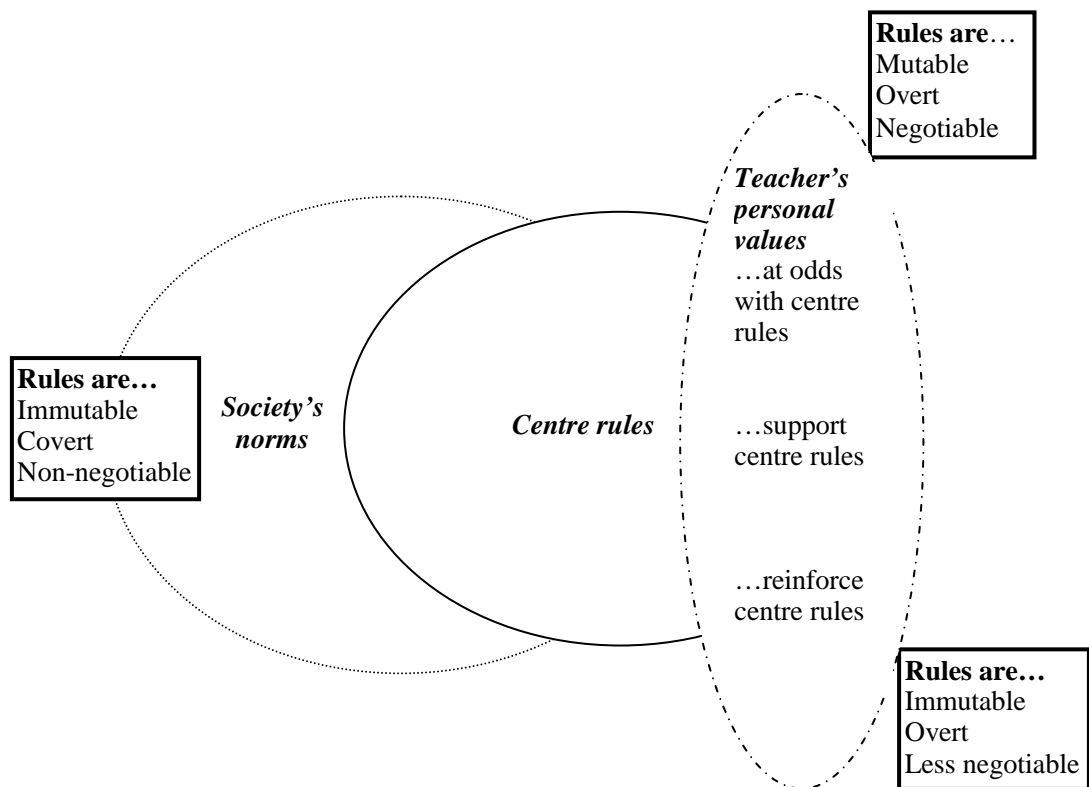 Rules are…
Mutable
Overt
Negotiable
Teacher’s
personal
values
…at odds
with centre
rules
Rules are…
Immutable
Covert
Non-negotiable
Society’s
norms
Centre rules
…support
centre rules
…reinforce
centre rules
Rules are…
Immutable
Overt
Less negotiable